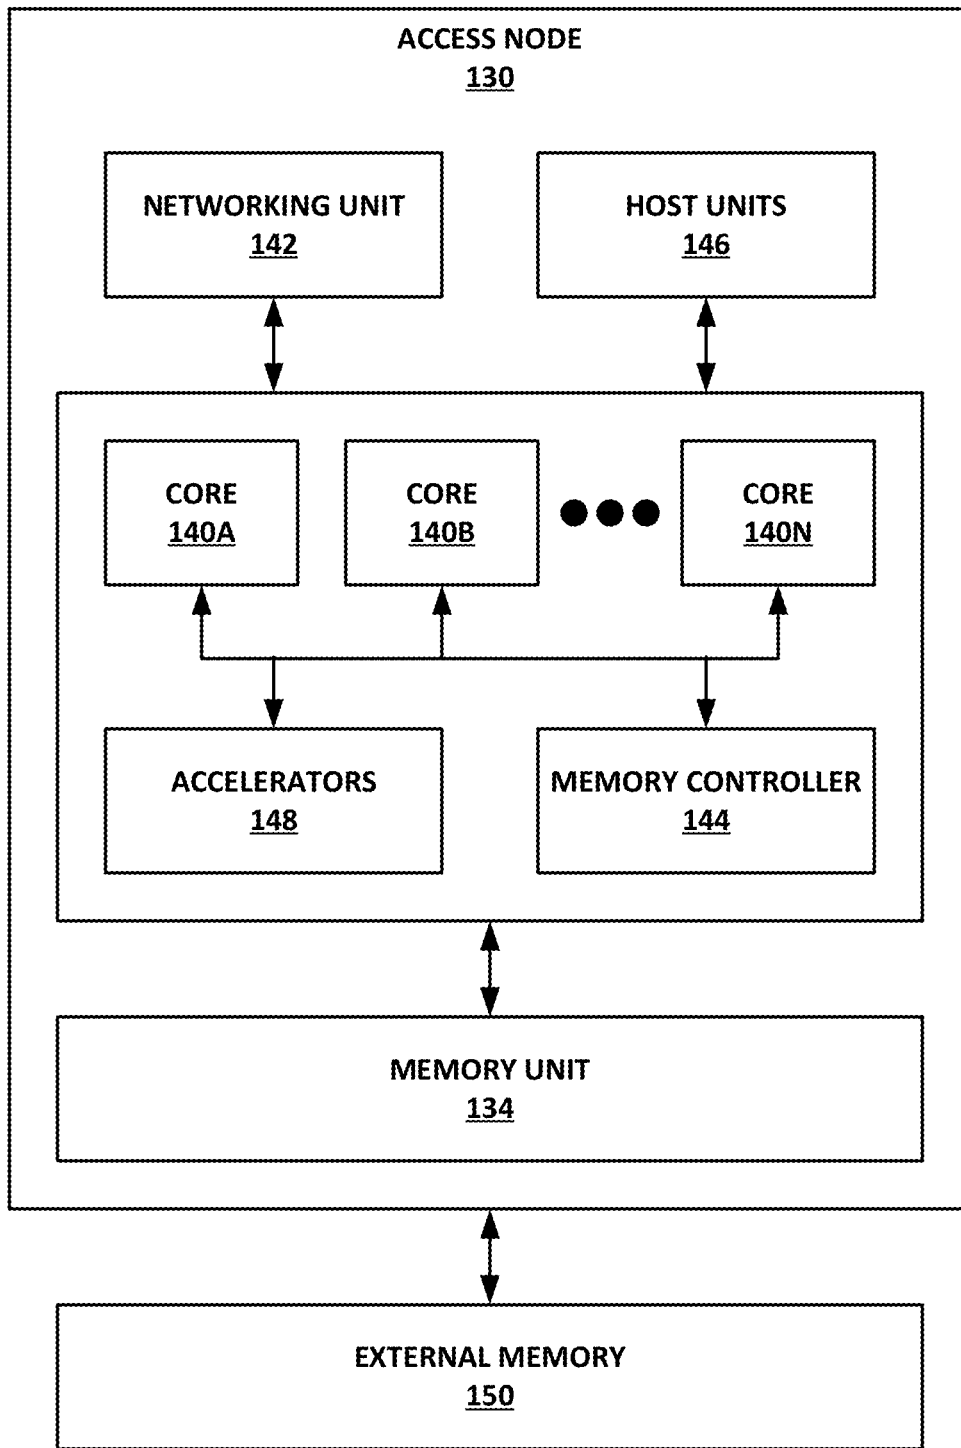 ACCESS NODE
130
NETWORKING UNIT
142
HOST UNITS
146
CORE
140A
CORE
140B
CORE
140N
ACCELERATORS
148
MEMORY CONTROLLER
144
MEMORY UNIT
134
EXTERNAL MEMORY
150